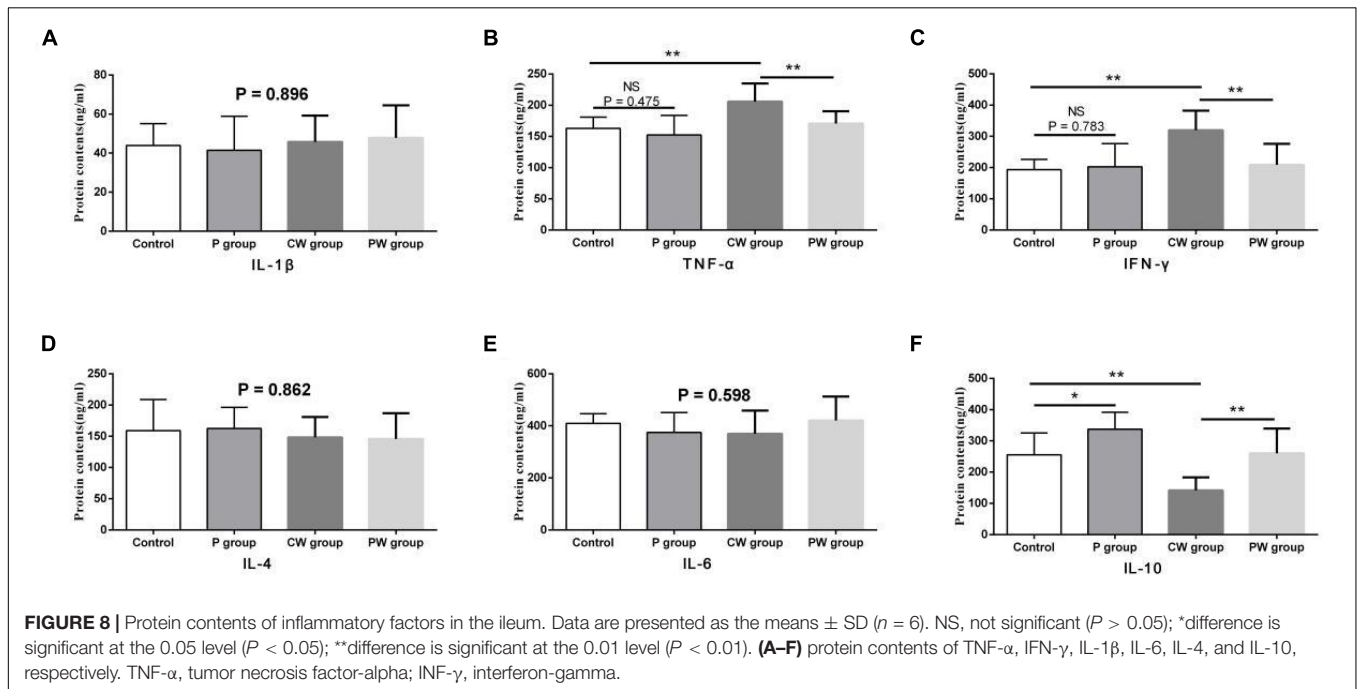 A
P = 0.896
Protein contents(ng/ml)
80
60
40
20
0
Control P group CW group PW group
IL-1β
B
**
**
NS
P = 0.475
Protein contents(ng/ml)
250
200
150
100
50
0
Control P group CW group PW group
TNF-α
C
**
**
NS
P = 0.783
Protein contents(ng/ml)
500
400
300
200
100
0
Control P group CW group PW group
IFN-γ
D
P = 0.862
Protein contents(ng/ml)
250
200
150
100
50
0
Control P group CW group PW group
IL-4
E
P = 0.598
Protein contents(ng/ml)
600
400
200
0
Control P group CW group PW group
IL-6
F
**
*
**
Protein contents(ng/ml)
500
400
300
200
100
0
Control P group CW group PW group
IL-10
FIGURE 8 | Protein contents of inflammatory factors in the ileum. Data are presented as the means ± SD (n = 6). NS, not significant (P > 0.05); *difference is
significant at the 0.05 level (P < 0.05); **difference is significant at the 0.01 level (P < 0.01). (A–F) protein contents of TNF-α, IFN-γ, IL-1β, IL-6, IL-4, and IL-10,
respectively. TNF-α, tumor necrosis factor-alpha; INF-γ, interferon-gamma.